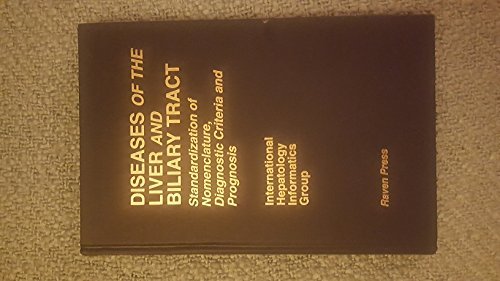 DISEASES OF THE
LIVER AND
BILIARY TRACT
Standardization of
Nomenclature,
Diagnostic Criteria and
Prognosis
International
Hepatology
Informatics
Group
Raven Press